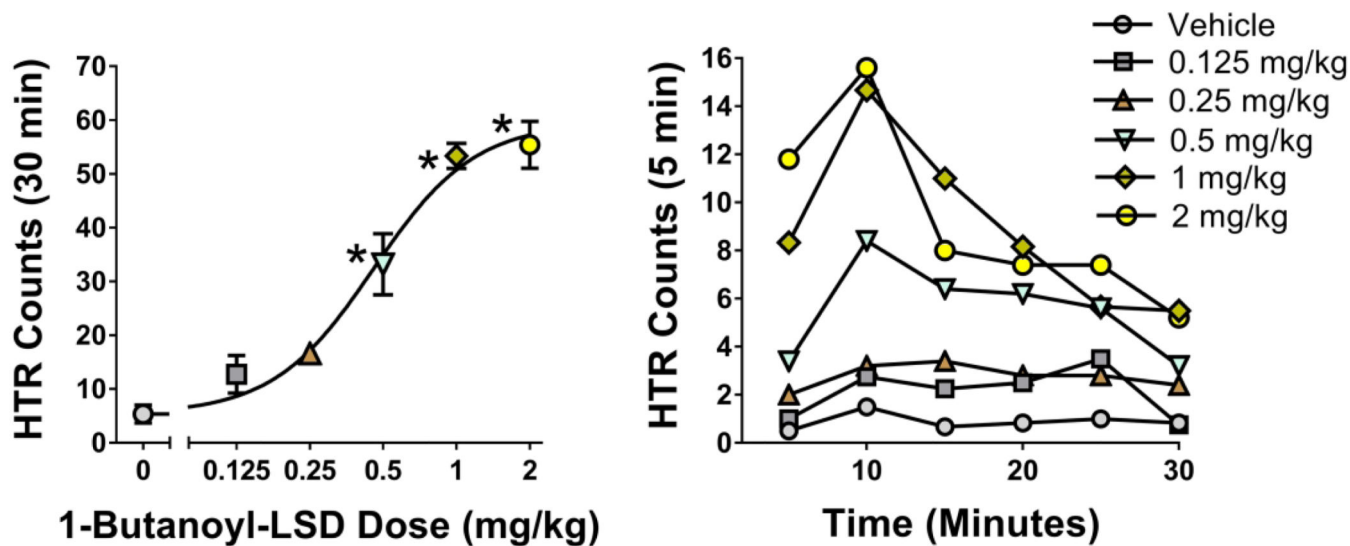 HTR Counts (30 min)
70
60
50
40
30
20
10
0
*
*
*
0
0.125
0.25
0.5
1
2
1-Butanoyl-LSD Dose (mg/kg)
HTR Counts (5 min)
16
14
12
10
8
6
4
2
0
10
20
30
Time (Minutes)
Vehicle
0.125 mg/kg
0.25 mg/kg
0.5 mg/kg
1 mg/kg
2 mg/kg